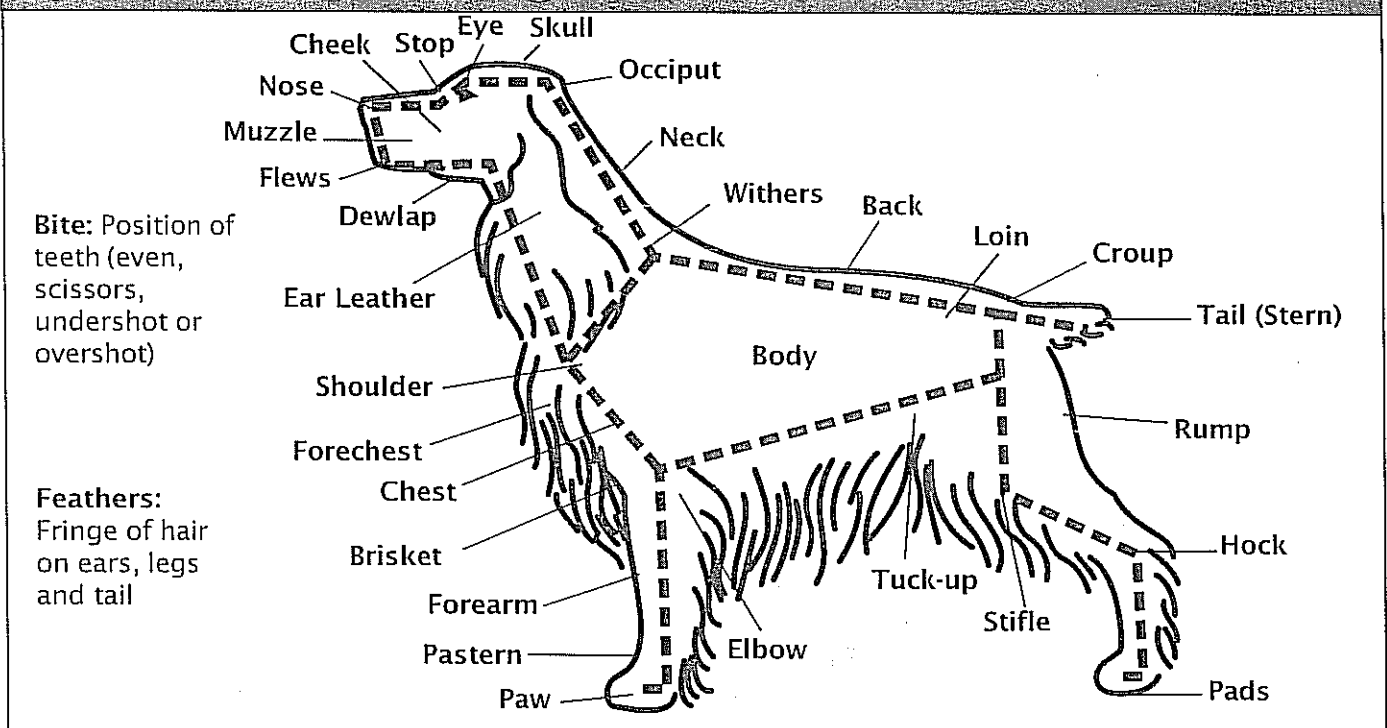 Eye
Skull
Stop
Cheek
Occiput
Nose
Muzzle
Neck
Flews
Withers
Dewlap
Back
Bite: Position of
teeth (even,
scissors,
undershot or
overshot)
Loin
Croup
Ear Leather
Tail (Stern)
Body
Shoulder
Rump
Forechest
Chest
Feathers:
Fringe of hair
on ears, legs
and tail
Brisket
Hock
Tuck-up
Forearm
Stifle
Elbow
Pastern
Paw
Pads